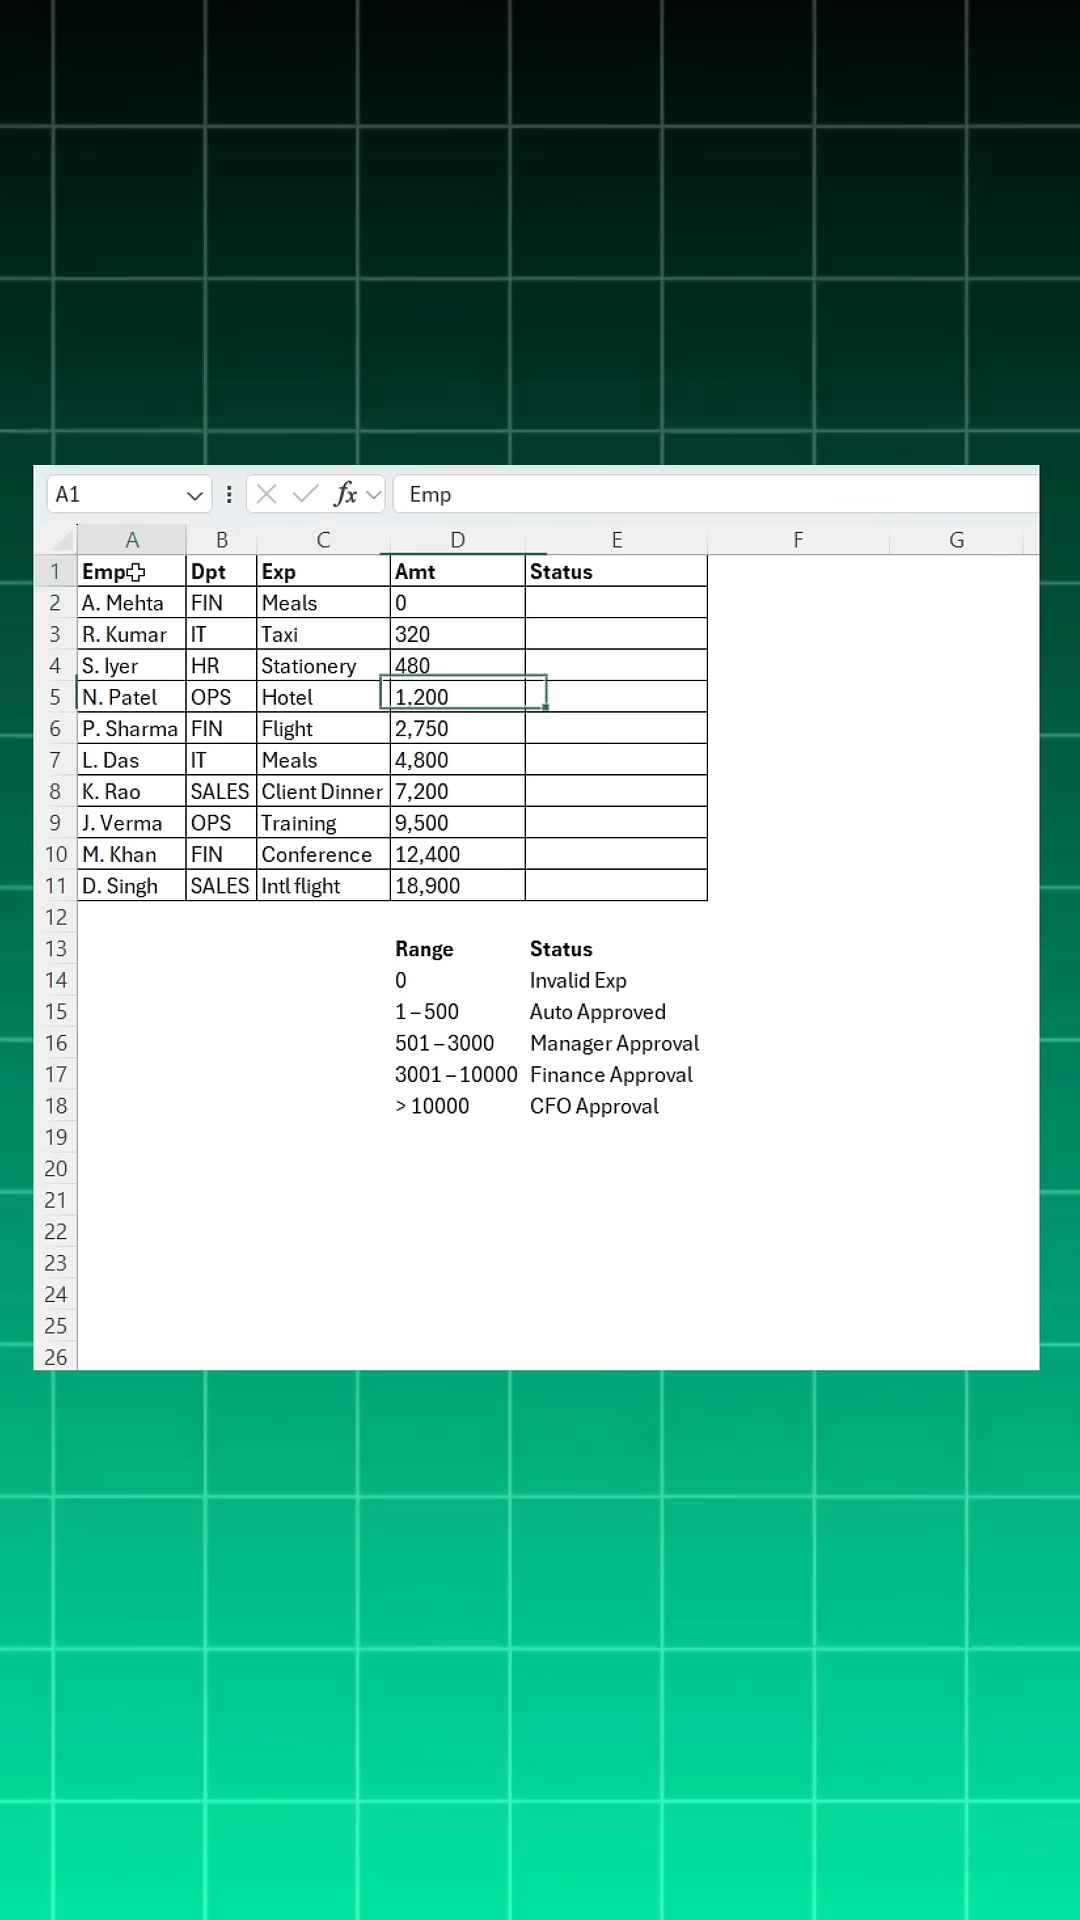 A1 fx Emp
A B C D E F G
1 Emp Dpt Exp Amt Status
2 A. Mehta FIN Meals 0
3 R. Kumar IT Taxi 320
4 S. Iyer HR Stationery 480
5 N. Patel OPS Hotel 1,200
6 P. Sharma FIN Flight 2,750
7 L. Das IT Meals 4,800
8 K. Rao SALES Client Dinner 7,200
9 J. Verma OPS Training 9,500
10 M. Khan FIN Conference 12,400
11 D. Singh SALES Intl flight 18,900
12
13 Range Status
14 0 Invalid Exp
15 1–500 Auto Approved
16 501–3000 Manager Approval
17 3001–10000 Finance Approval
18 > 10000 CFO Approval
19
20
21
22
23
24
25
26